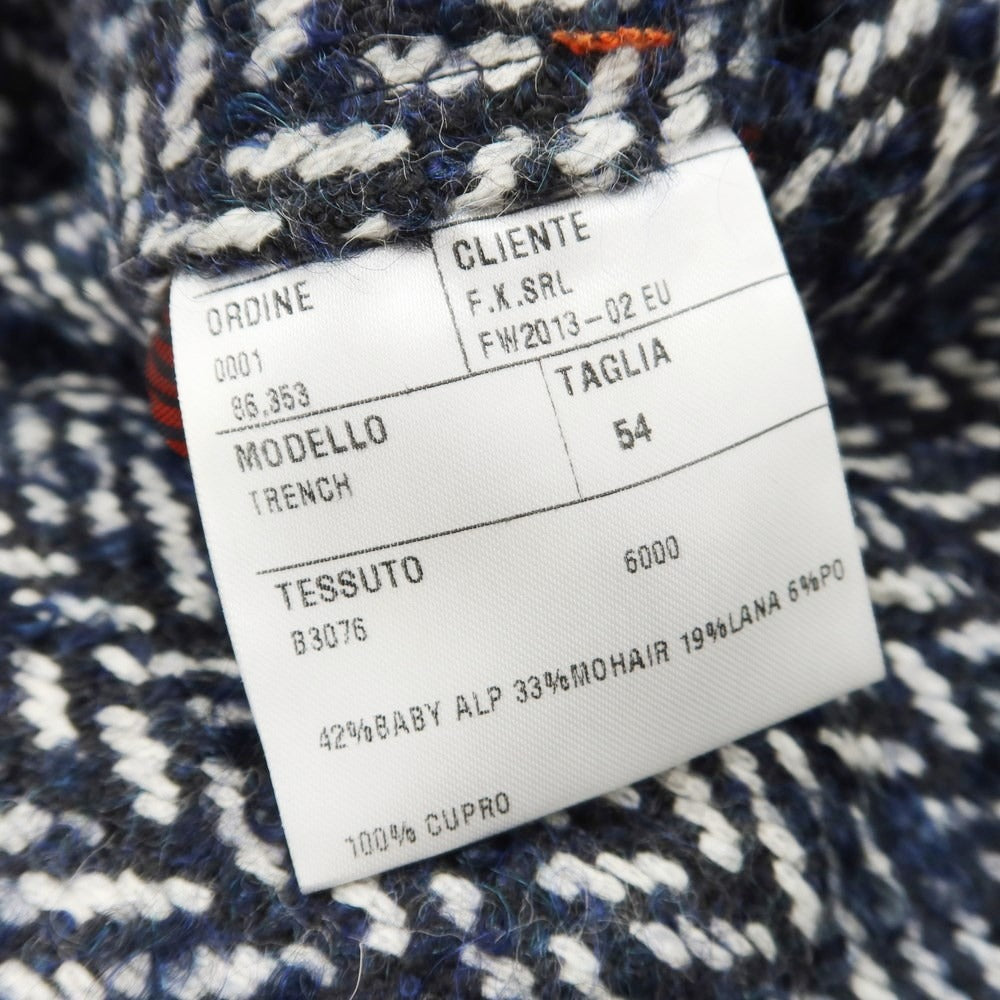 ORDINE
0001
86.353
CLIENTE
F.X.SRL
FW2013-02 EU
MODELLO
TRENCH
TAGLIA
54
TESSUTO
B3076
6000
42%BABY ALP 33%MOHAIR 19%LANA 6%PO
100% CUPRO